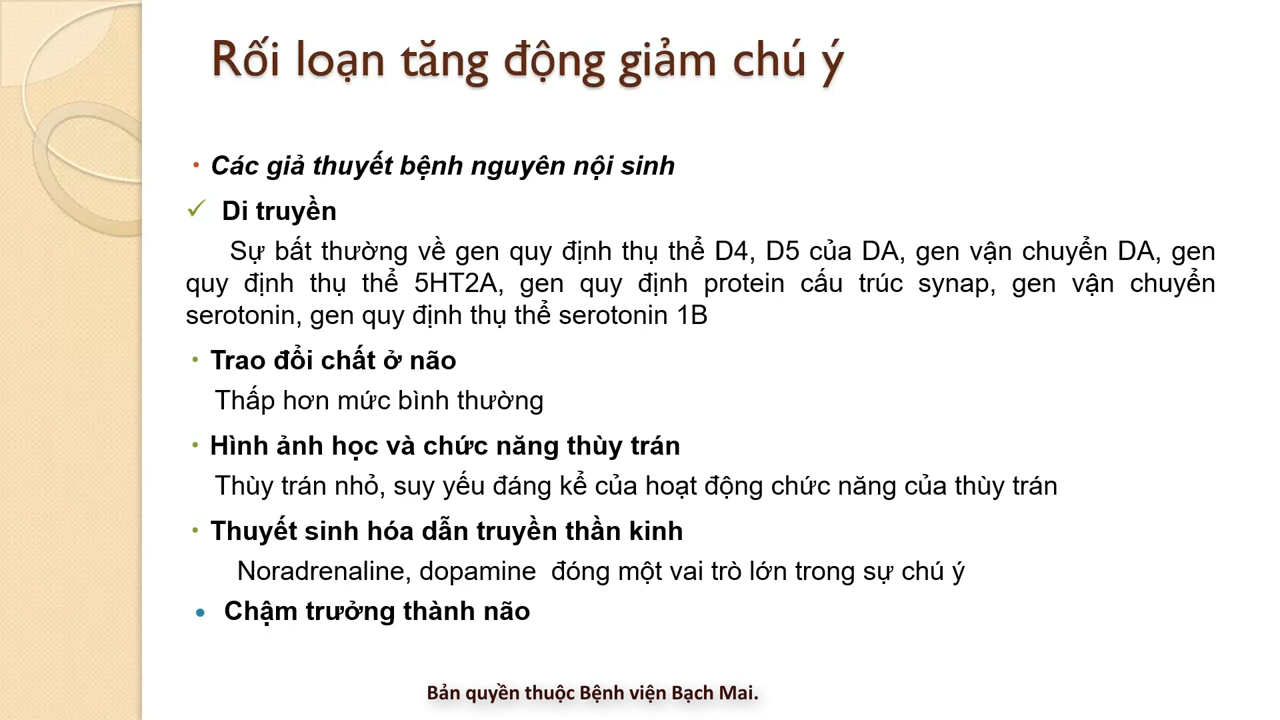 Rối loạn tăng động giảm chú ý
• Các giả thuyết bệnh nguyên nội sinh
✓ Di truyền
Sự bất thường về gen quy định thụ thể D4, D5 của DA, gen vận chuyển DA, gen
quy định thụ thể 5HT2A, gen quy định protein cấu trúc synap, gen vận chuyển
serotonin, gen quy định thụ thể serotonin 1B
• Trao đổi chất ở não
Thấp hơn mức bình thường
• Hình ảnh học và chức năng thùy trán
Thùy trán nhỏ, suy yếu đáng kể của hoạt động chức năng của thùy trán
• Thuyết sinh hóa dẫn truyền thần kinh
Noradrenaline, dopamine đóng một vai trò lớn trong sự chú ý
• Chậm trưởng thành não
Bản quyền thuộc Bệnh viện Bạch Mai.